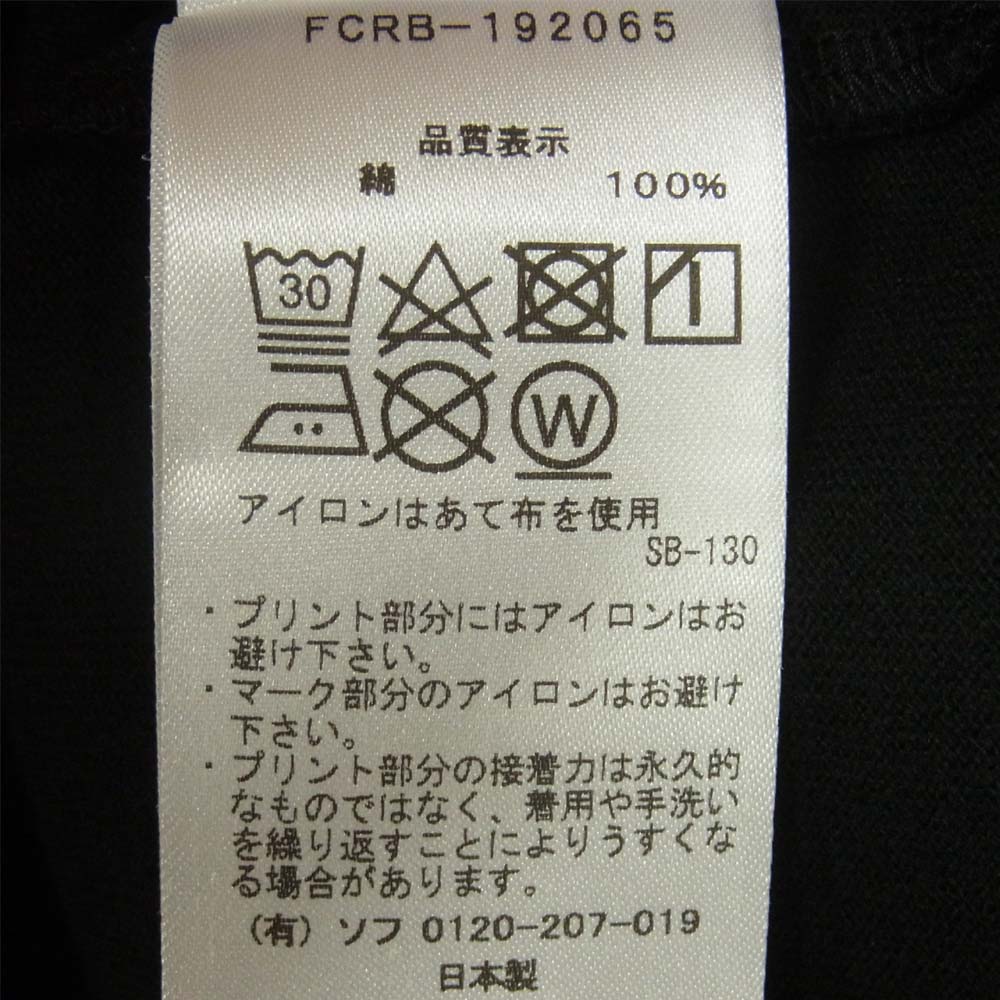 FCRB-192065
品質表示
綿 100%
30
W
アイロンはあて布を使用
SB-130
・プリント部分にはアイロンはお
避け下さい。
・マーク部分のアイロンはお避け
下さい。
・プリント部分の接着力は永久的
なものではなく、着用や手洗い
を繰り返すことによりうすくな
る場合があります。
(有) ソフ 0120-207-019
日本製